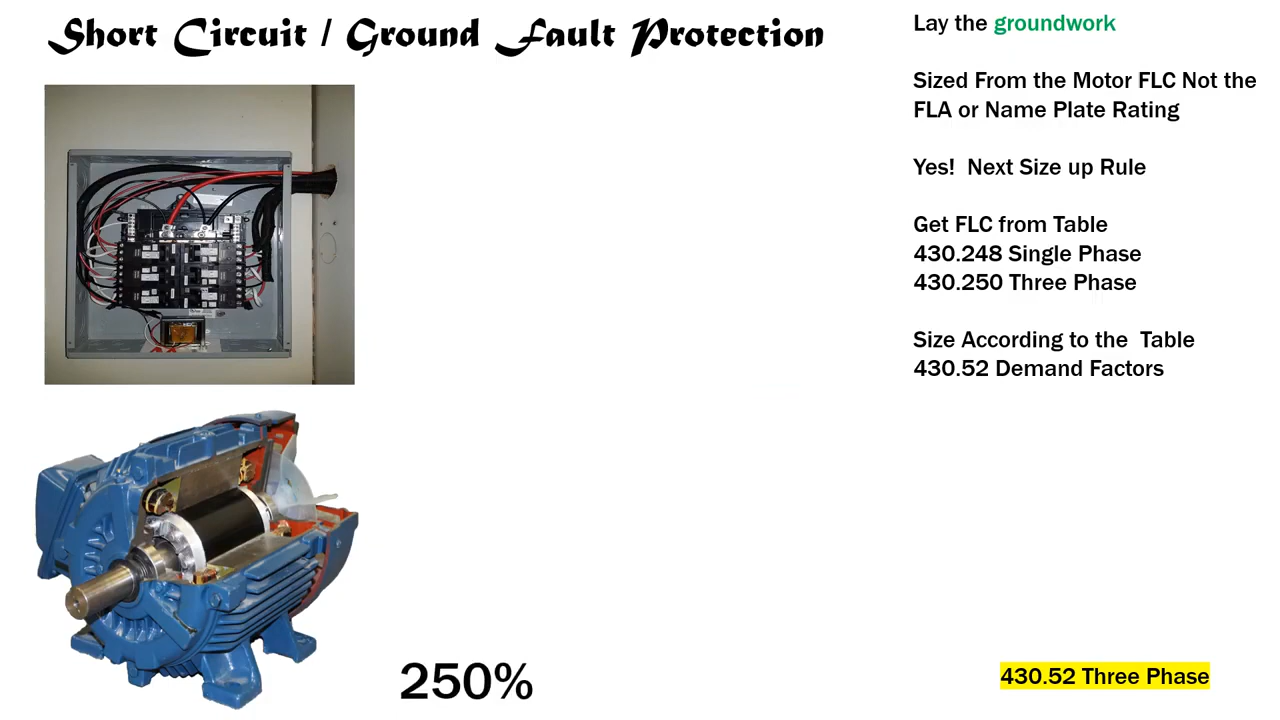 Short Circuit / Ground Fault Protection
Lay the groundwork
Sized From the Motor FLC Not the
FLA or Name Plate Rating
Yes! Next Size up Rule
Get FLC from Table
430.248 Single Phase
430.250 Three Phase
Size According to the Table
430.52 Demand Factors
250%
430.52 Three Phase